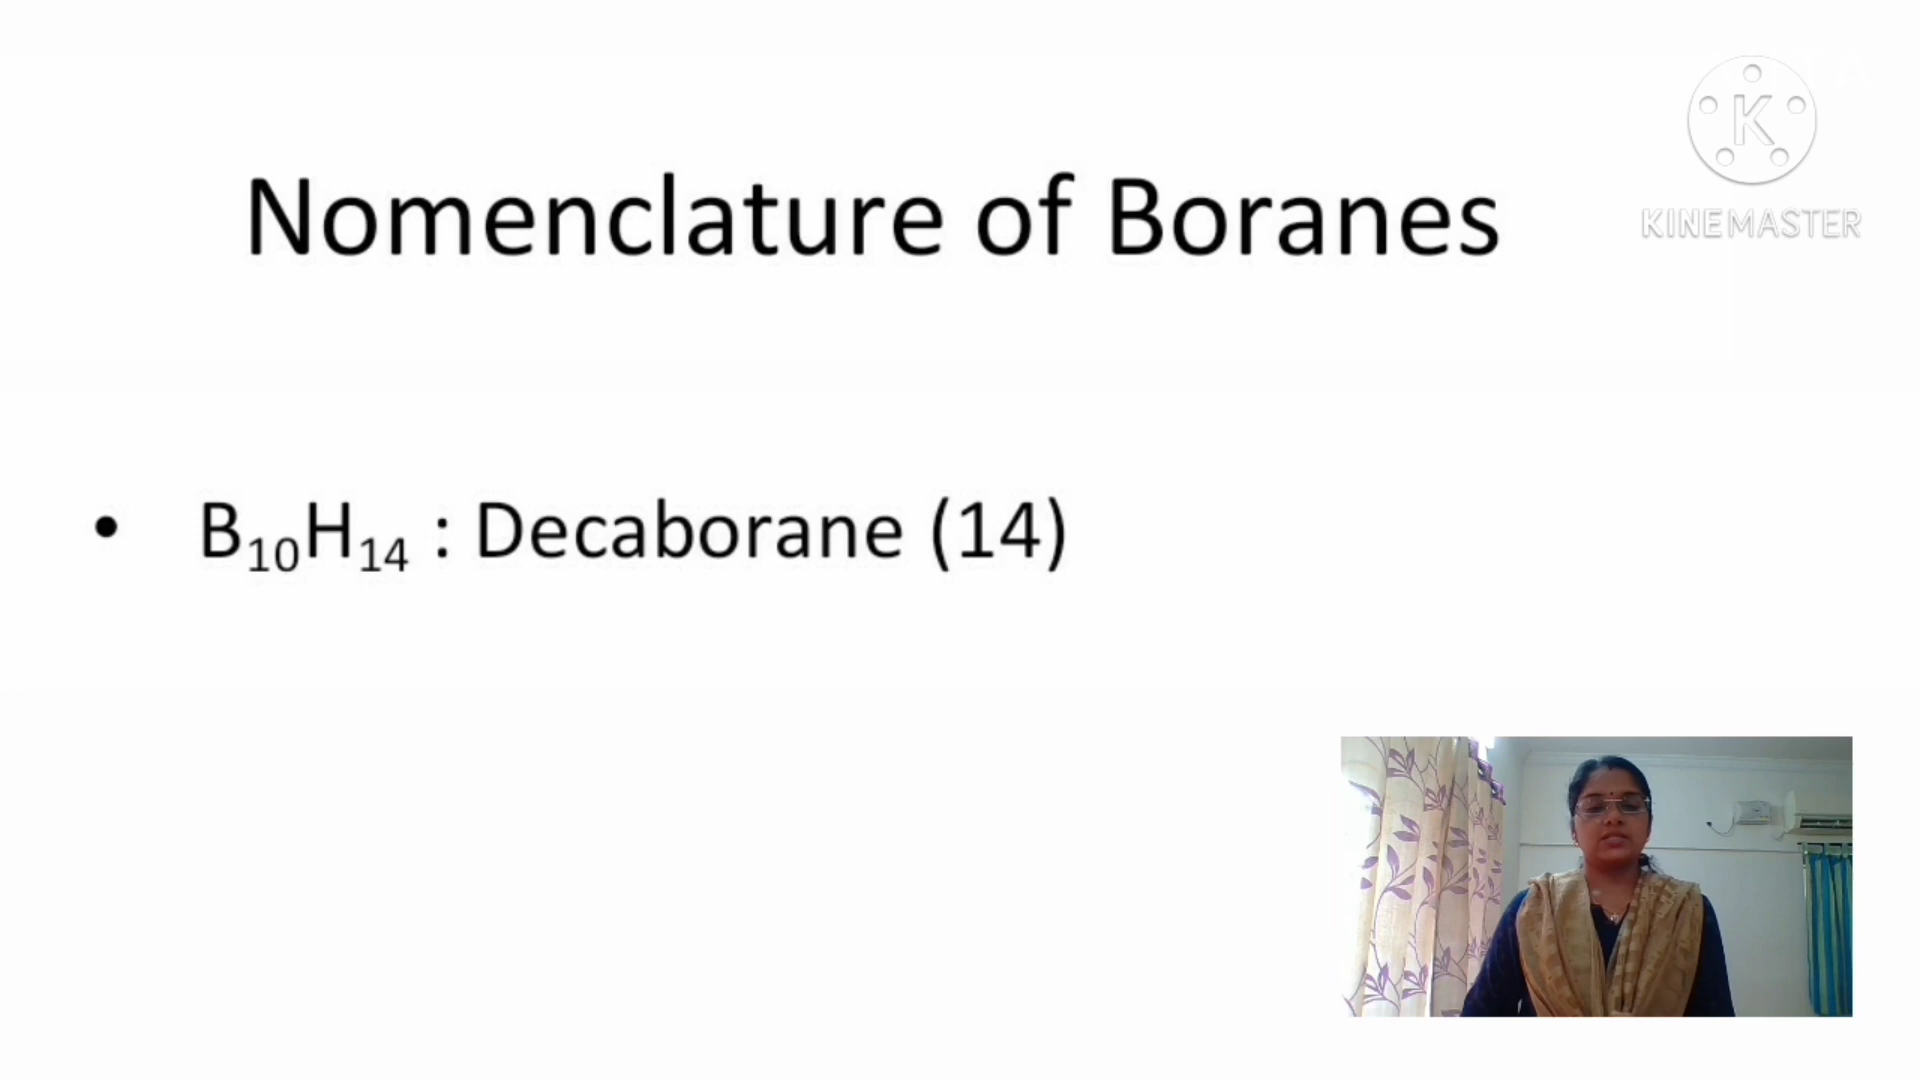 Nomenclature of Boranes
K
KINEMASTER
• B₁₀H₁₄ : Decaborane (14)